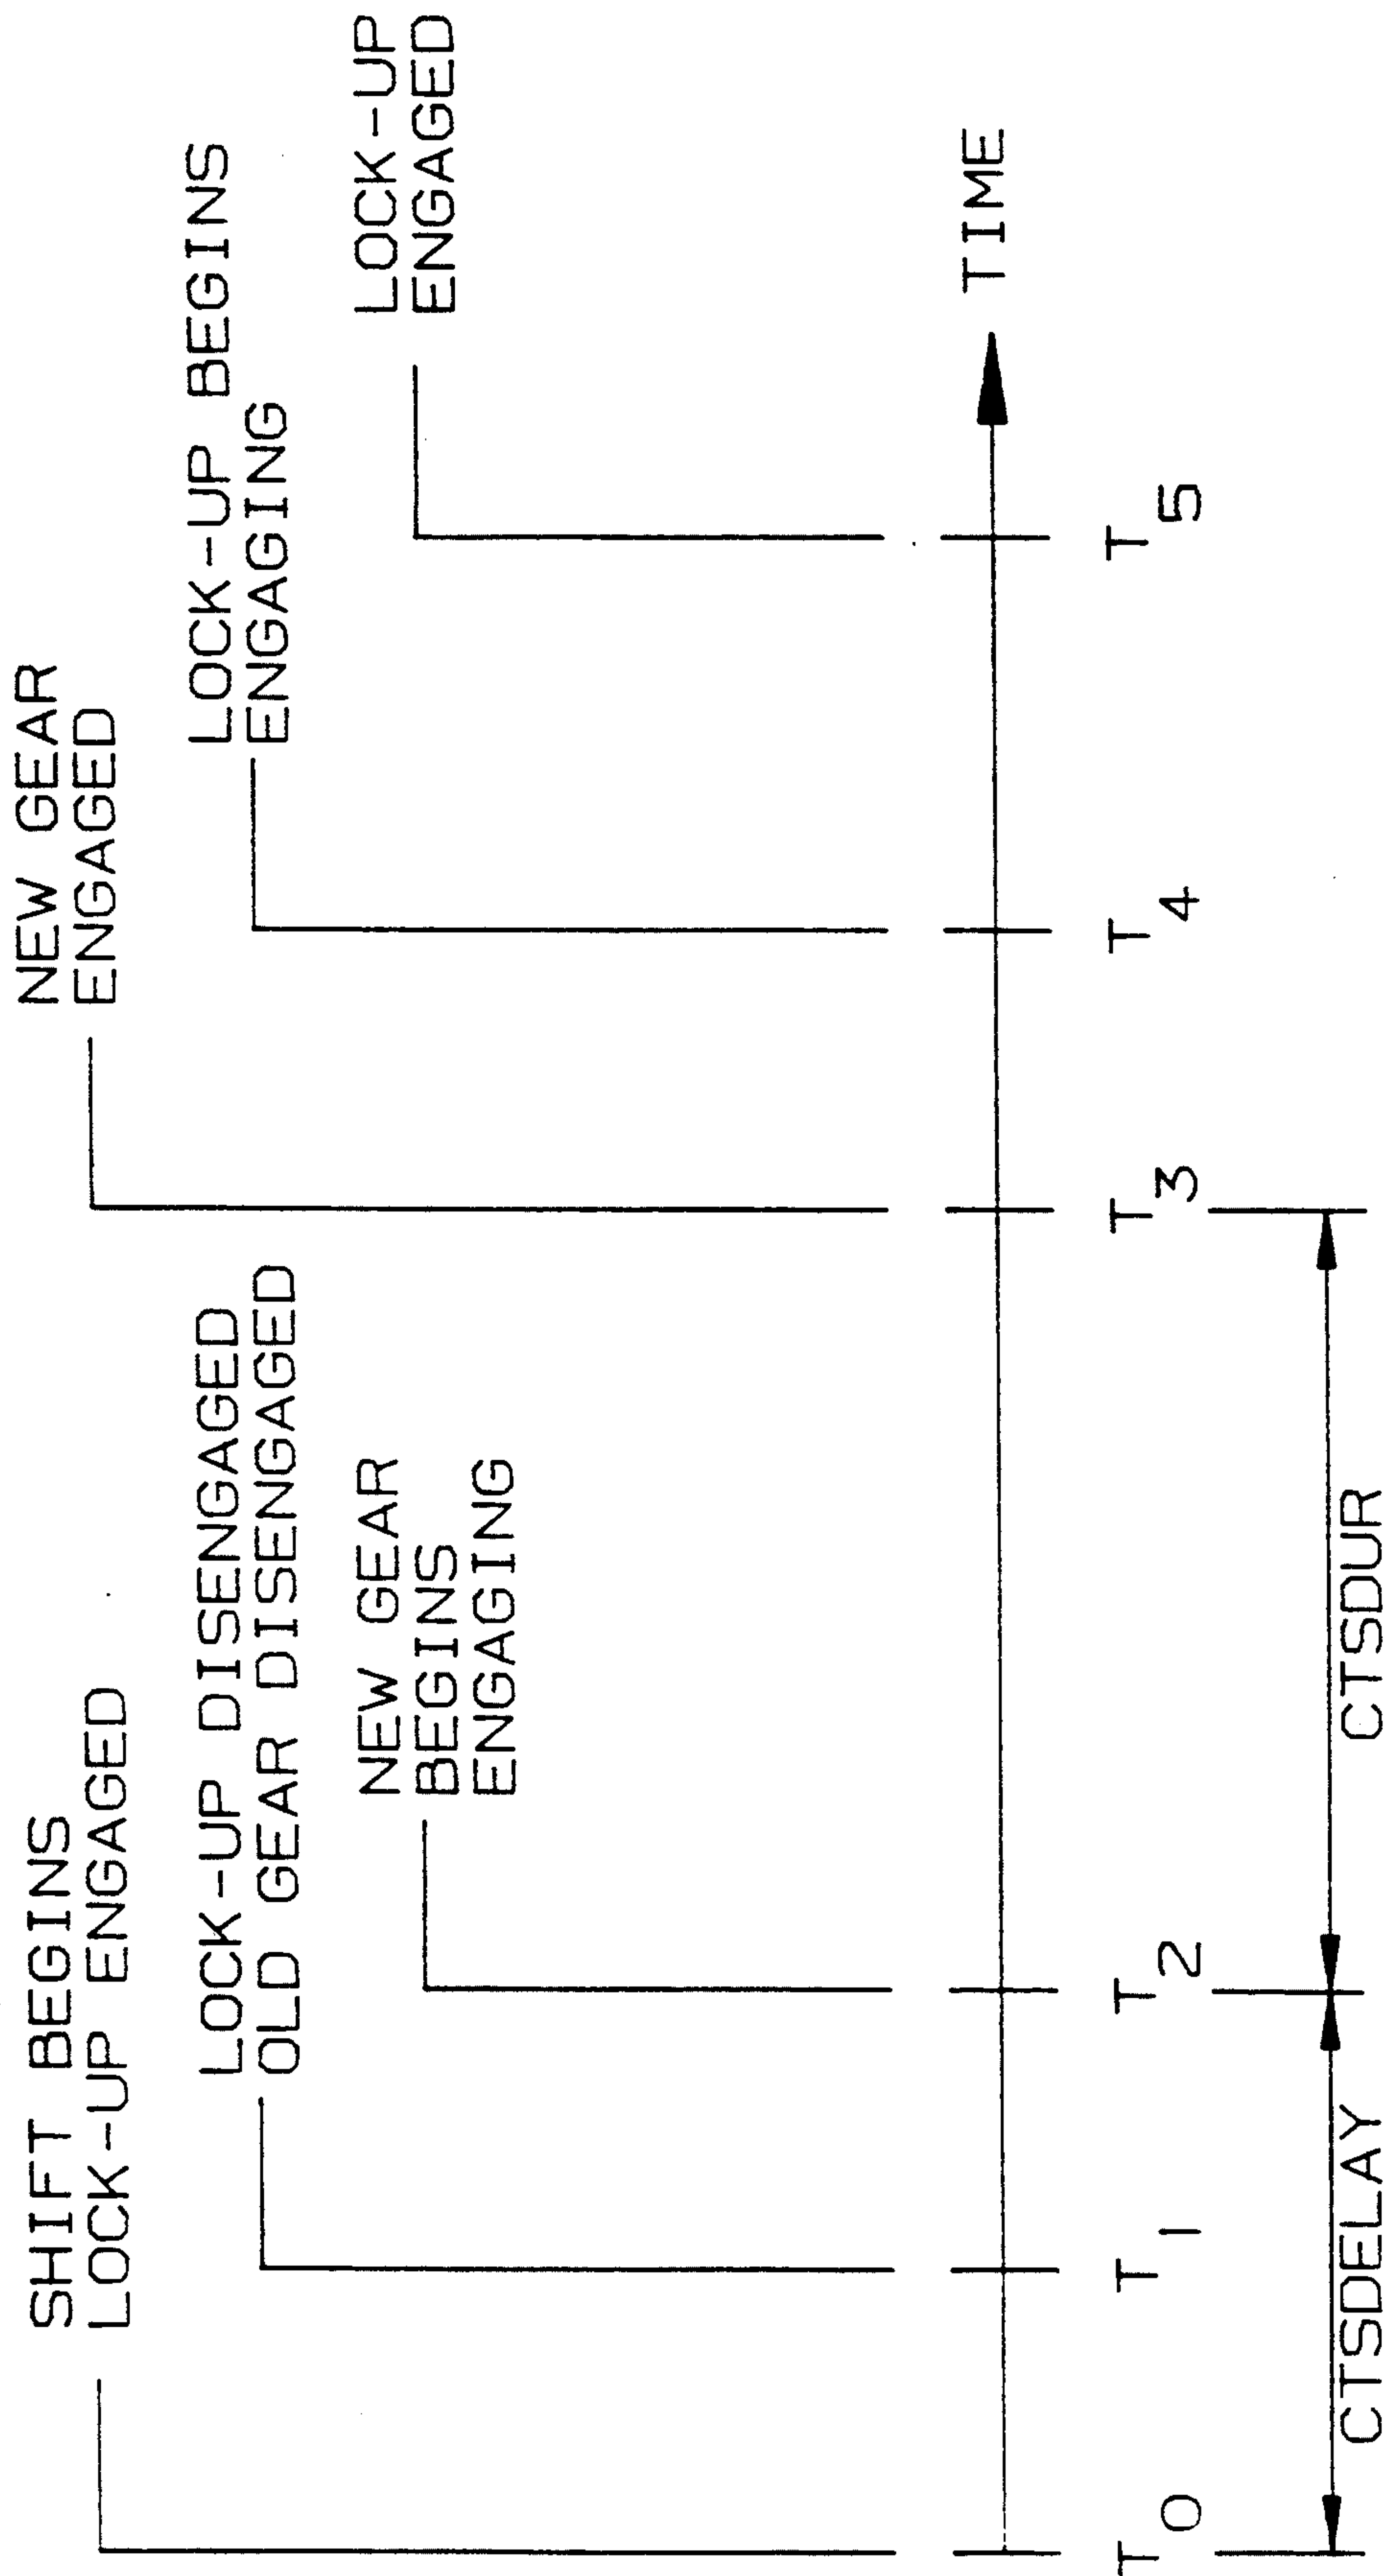 SHIFT BEGINS
LOCK-UP ENGAGED
LOCK-UP DISENGAGED
OLD GEAR DISENGAGED
NEW GEAR
BEGINS
ENGAGING
NEW GEAR
ENGAGED
LOCK-UP BEGINS
ENGAGING
LOCK-UP
ENGAGED
TIME
T0
T1
T2
T3
T4
T5
CTSDELAY
CTSDUR